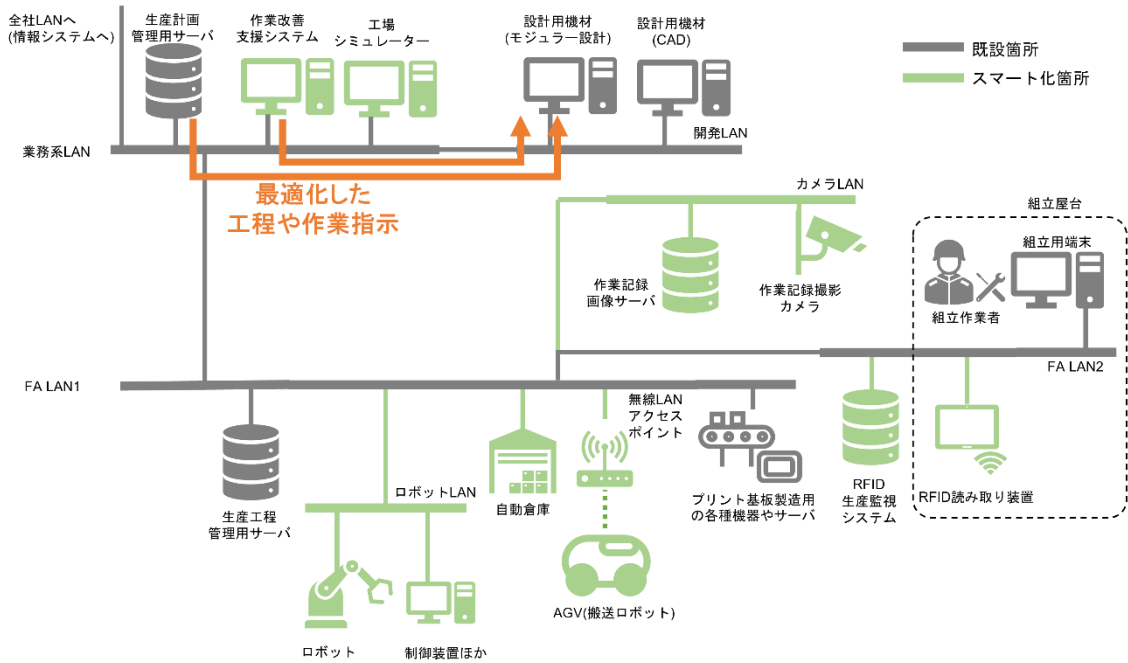 全社LANへ
(情報システムへ)
生産計画
管理用サーバ
作業改善
支援システム
工場
シミュレーター
設計用機材
(モジュラー設計)
設計用機材
(CAD)
既設箇所
スマート化箇所
業務系LAN
開発LAN
最適化した
工程や作業指示
カメラLAN
作業記録
画像サーバ
作業記録撮影
カメラ
組立屋台
組立用端末
組立作業者
FA LAN2
FA LAN1
無線LAN
アクセス
ポイント
生産工程
管理用サーバ
ロボットLAN
自動倉庫
プリント基板製造用
の各種機器やサーバ
RFID
生産監視
システム
RFID読み取り装置
AGV(搬送ロボット)
ロボット
制御装置ほか